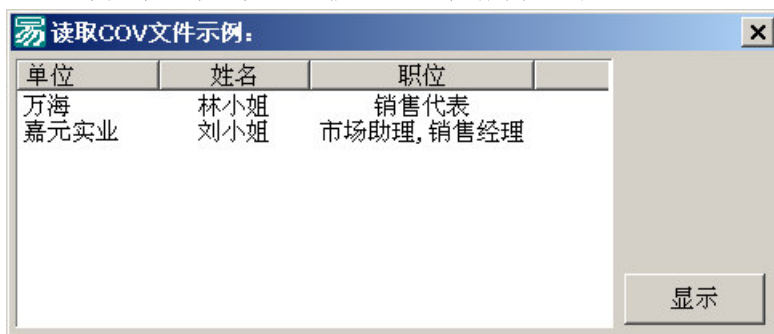 易 读取COV文件示例：
单位 姓名 职位
万海 林小姐 销售代表
嘉元实业 刘小姐 市场助理,销售经理
显示